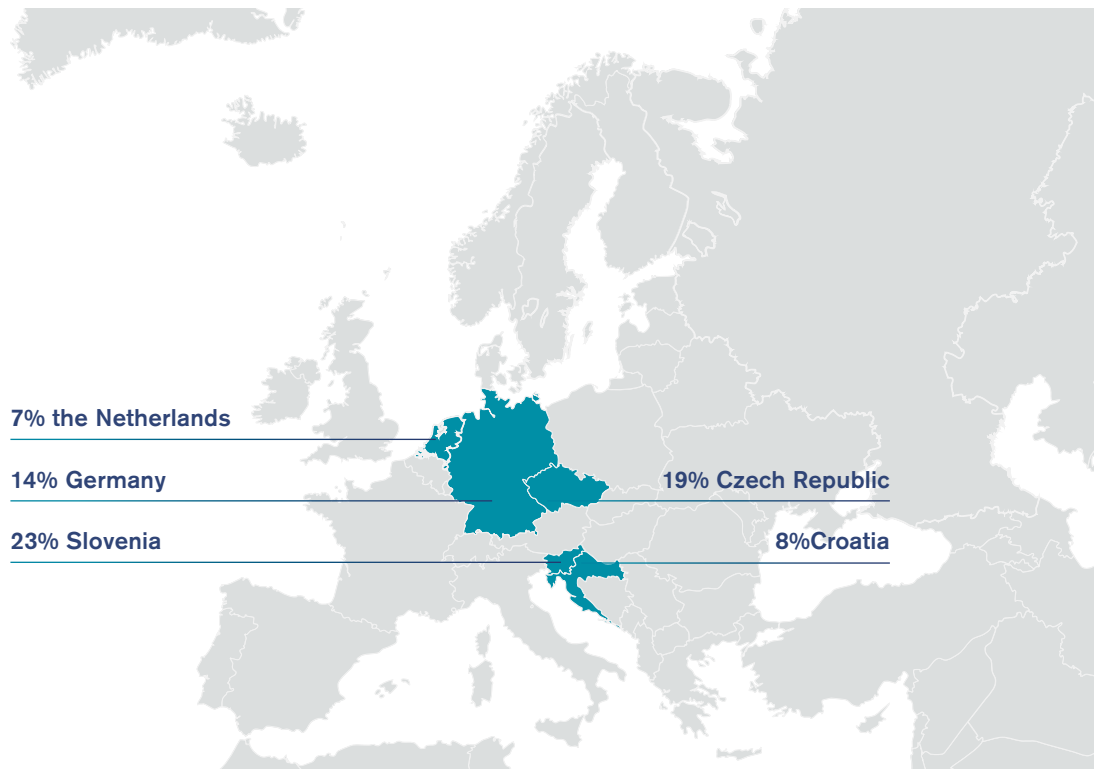 7% the Netherlands
14% Germany
19% Czech Republic
23% Slovenia
8%Croatia